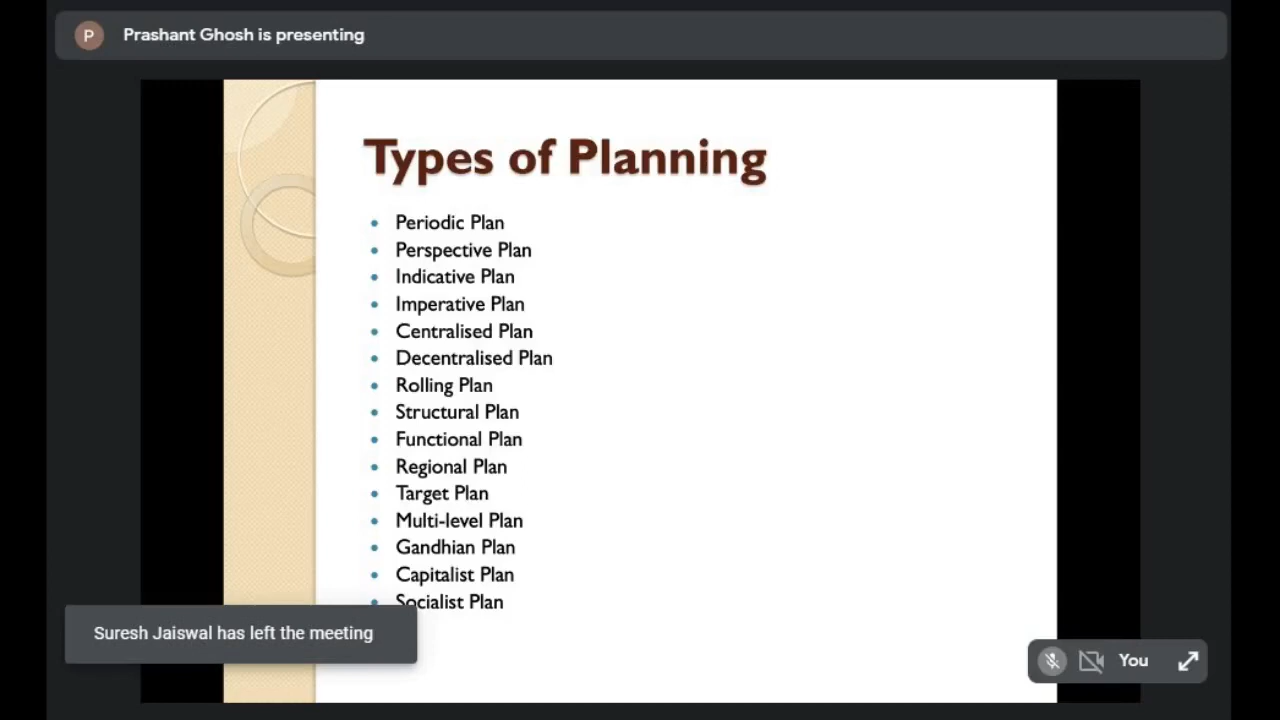 P
Prashant Ghosh is presenting
Types of Planning
• Periodic Plan
• Perspective Plan
• Indicative Plan
• Imperative Plan
• Centralised Plan
• Decentralised Plan
• Rolling Plan
• Structural Plan
• Functional Plan
• Regional Plan
• Target Plan
• Multi-level Plan
• Gandhian Plan
• Capitalist Plan
• Socialist Plan
Suresh Jaiswal has left the meeting
You